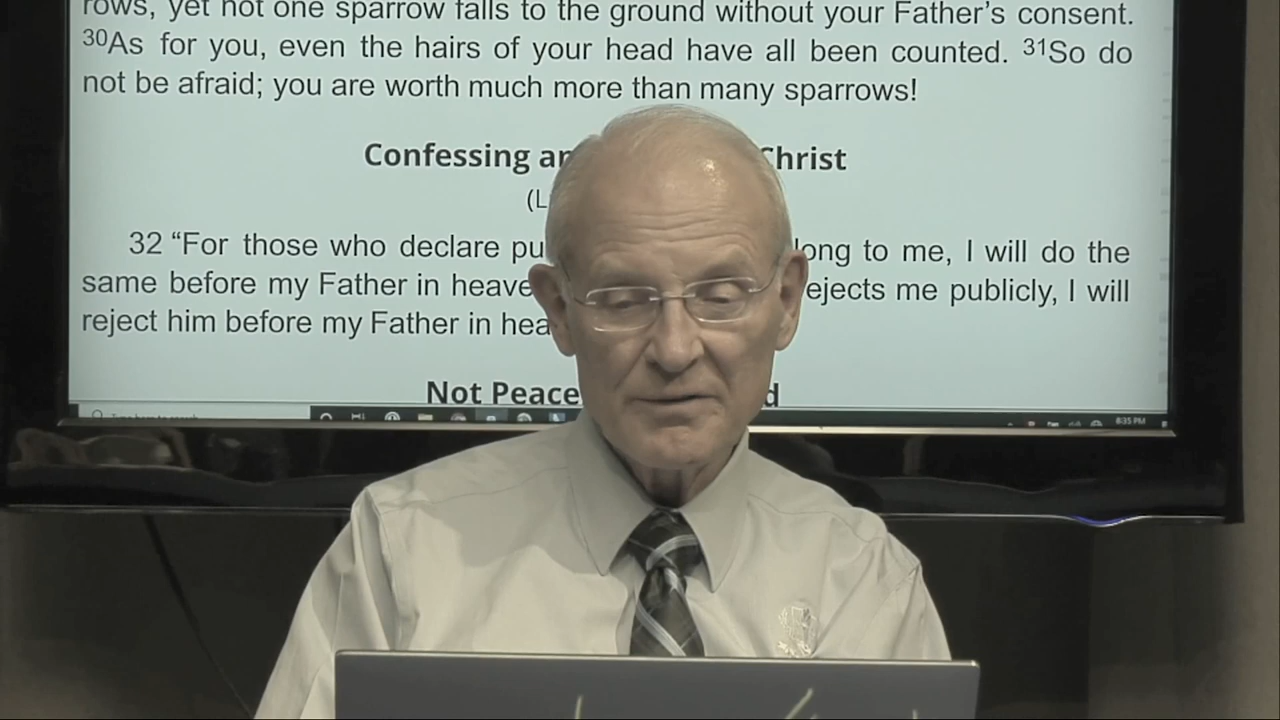 rows, yet not one sparrow falls to the ground without your Father's consent.
30As for you, even the hairs of your head have all been counted. 31So do
not be afraid; you are worth much more than many sparrows!
Confessing an Christ
(L
32 “For those who declare pu long to me, I will do the
same before my Father in heave ejects me publicly, I will
reject him before my Father in hea
Not Peace d
8:35 PM